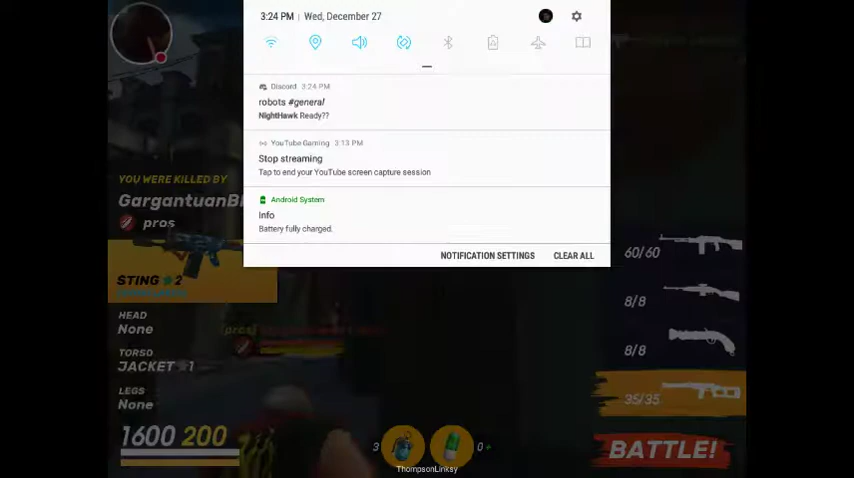 3:24 PM | Wed, December 27
Discord 3:24 PM
robots #general
NightHawk Ready??
YouTube Gaming 3:13 PM
Stop streaming
Tap to end your YouTube screen capture session
Android System
Info
Battery fully charged.
NOTIFICATION SETTINGS CLEAR ALL
YOU WERE KILLED BY
pros
STING 2
HEAD
None
TORSO
JACKET 1
LEGS
None
1600 200
60/60
8/8
8/8
35/35
3
0+
BATTLE!
ThompsonLinksy